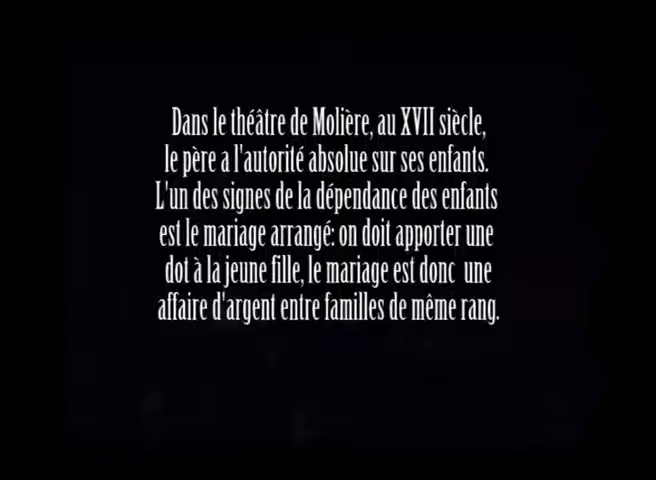 Dans le théâtre de Molière, au XVII siècle,
le père a l'autorité absolue sur ses enfants.
L'un des signes de la dépendance des enfants
est le mariage arrangé: on doit apporter une
dot à la jeune fille, le mariage est donc une
affaire d'argent entre familles de même rang.